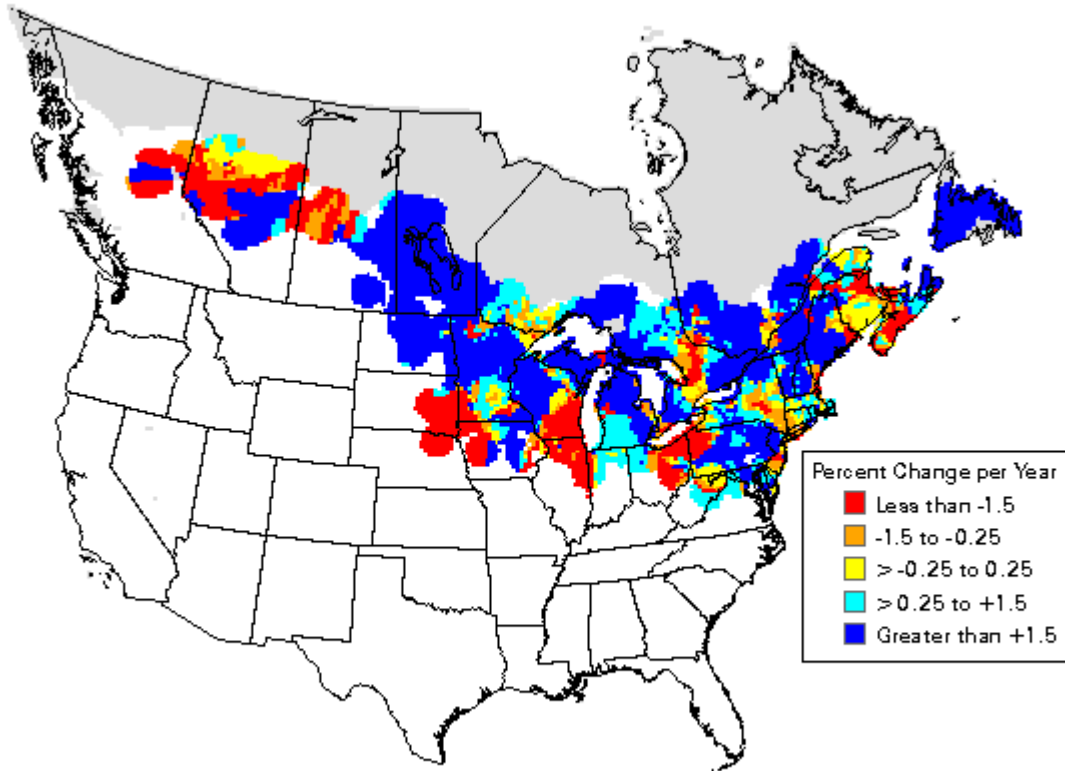 Percent Change per Year
Less than -1.5
-1.5 to -0.25
> -0.25 to 0.25
> 0.25 to +1.5
Greater than +1.5